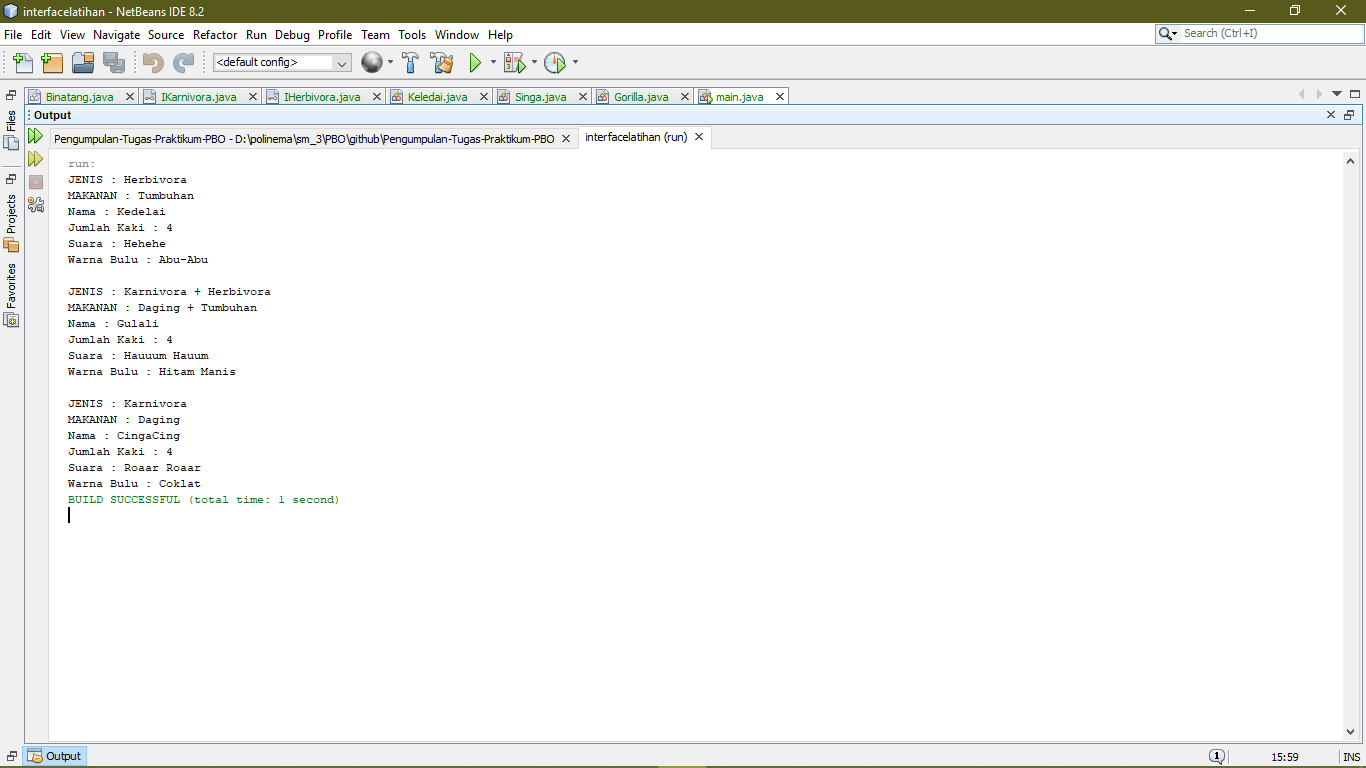 interfacelatihan - NetBeans IDE 8.2
File Edit View Navigate Source Refactor Run Debug Profile Team Tools Window Help
Search (Ctrl+I)
<default config>
Binatang.java IKarnivora.java IHerbivora.java Keledai.java Singa.java Gorilla.java main.java
Files
Projects
Favorites
Output
Pengumpulan-Tugas-Praktikum-PBO - D:\polinema\sm_3\PBO\github\Pengumpulan-Tugas-Praktikum-PBO interfacelatihan (run)
run:
JENIS : Herbivora
MAKANAN : Tumbuhan
Nama : Kedelai
Jumlah Kaki : 4
Suara : Hehehe
Warna Bulu : Abu-Abu
JENIS : Karnivora + Herbivora
MAKANAN : Daging + Tumbuhan
Nama : Gulali
Jumlah Kaki : 4
Suara : Hauuum Hauum
Warna Bulu : Hitam Manis
JENIS : Karnivora
MAKANAN : Daging
Nama : CingaCing
Jumlah Kaki : 4
Suara : Roaar Roaar
Warna Bulu : Coklat
BUILD SUCCESSFUL (total time: 1 second)
Output
1 15:59 INS